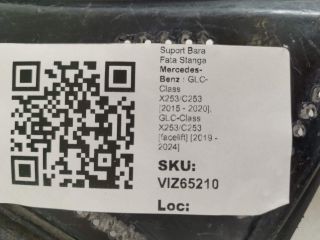 Suport Bara
Fata Stanga
Mercedes-
Benz : GLC-
Class
X253/C253
[2015 - 2020],
GLC-Class
X253/C253
[facelift] [2019 -
2024]
SKU:
VIZ65210
Loc: